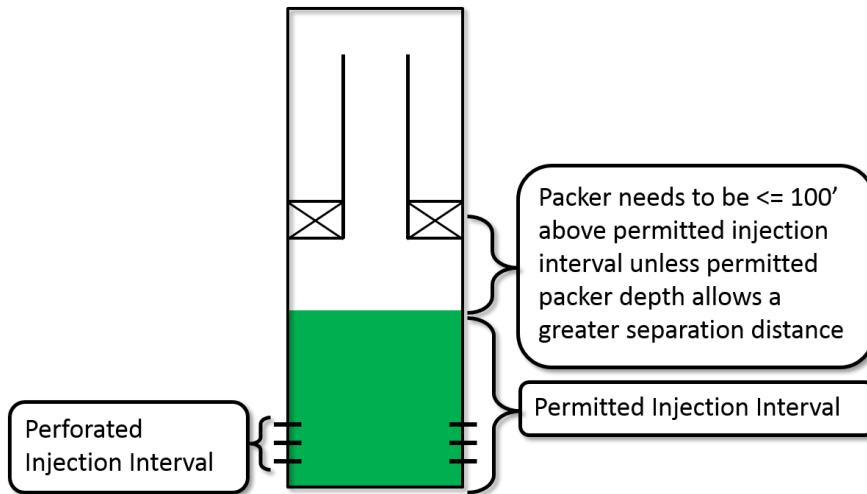 Packer needs to be <= 100’
above permitted injection
interval unless permitted
packer depth allows a
greater separation distance
Permitted Injection Interval
Perforated
Injection Interval